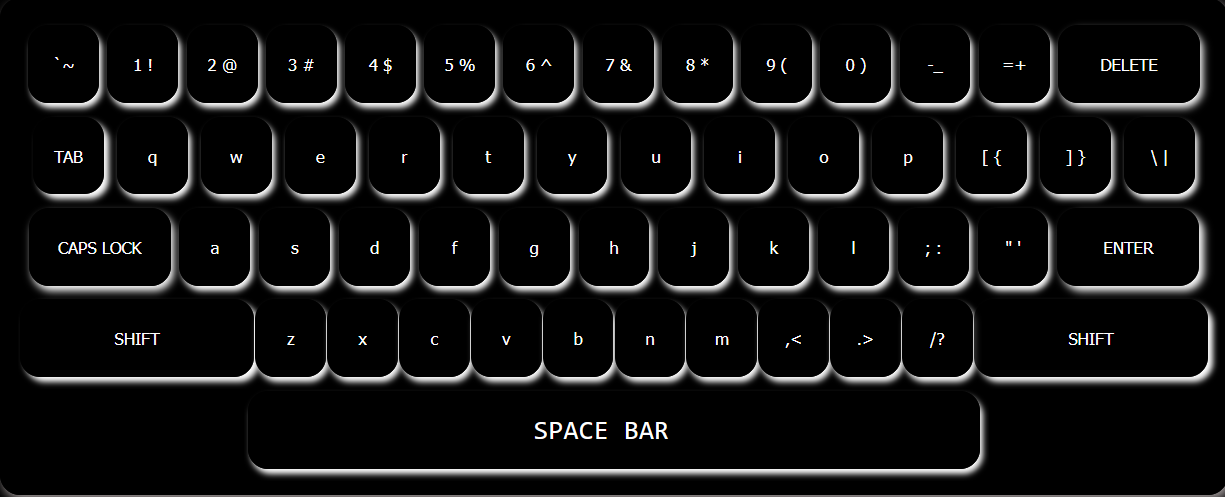 `~ 1 ! 2 @ 3 # 4 $ 5 % 6 ^ 7 & 8 * 9 ( 0 ) -_ =+ DELETE
TAB q w e r t y u i o p [ { ] } \ |
CAPS LOCK a s d f g h j k l ; : " ' ENTER
SHIFT z x c v b n m ,< .> /? SHIFT
SPACE BAR